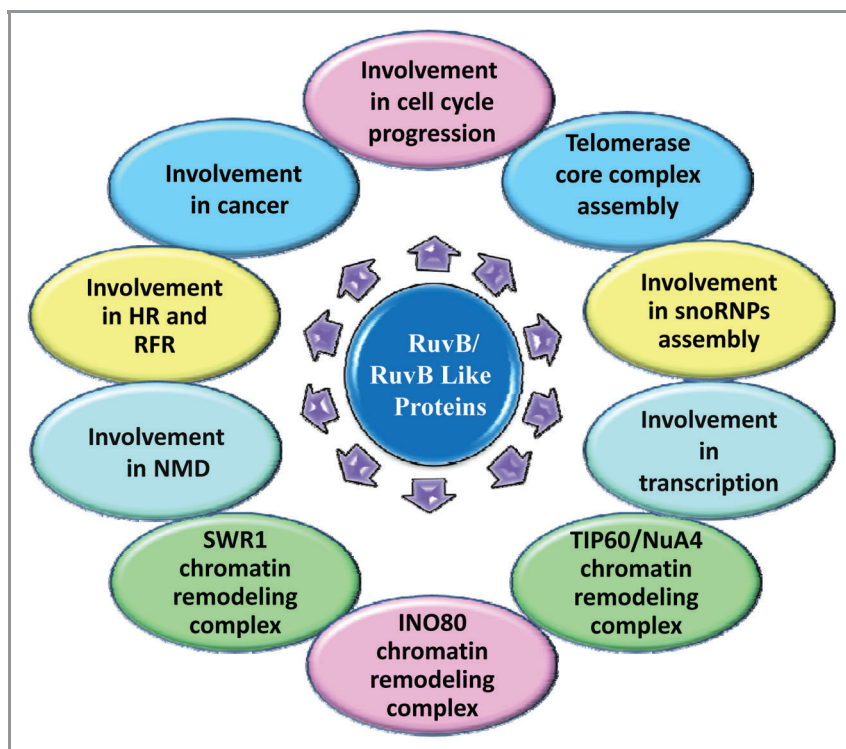 Involvement
in cell cycle
progression
Telomerase
core complex
assembly
Involvement
in snoRNPs
assembly
Involvement
in
transcription
TIP60/NuA4
chromatin
remodeling
complex
INO80
chromatin
remodeling
complex
SWR1
chromatin
remodeling
complex
Involvement
in NMD
Involvement
in HR and
RFR
Involvement
in cancer
RuvB/
RuvB Like
Proteins